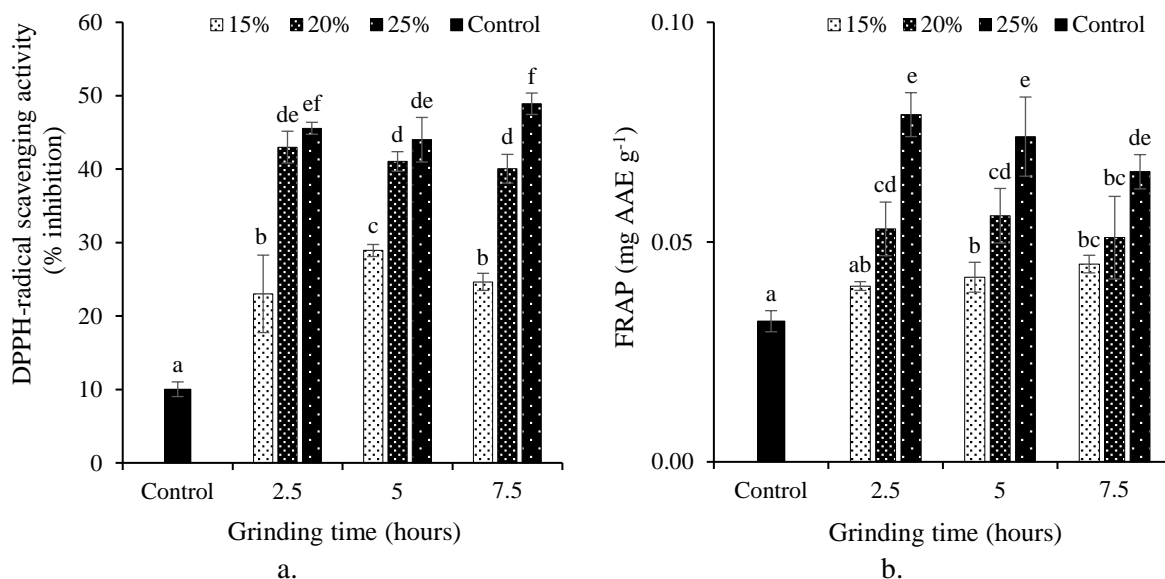 DPPH-radical scavenging activity
(% inhibition)
60
50
40
30
20
10
0
15% 20% 25% Control
a
b
de
ef
c
d
de
b
d
f
Control 2.5 5 7.5
Grinding time (hours)
a.
FRAP (mg AAE g-1)
0.10
0.05
0.00
15% 20% 25% Control
a
ab
cd
e
b
cd
e
bc
bc
de
Control 2.5 5 7.5
Grinding time (hours)
b.